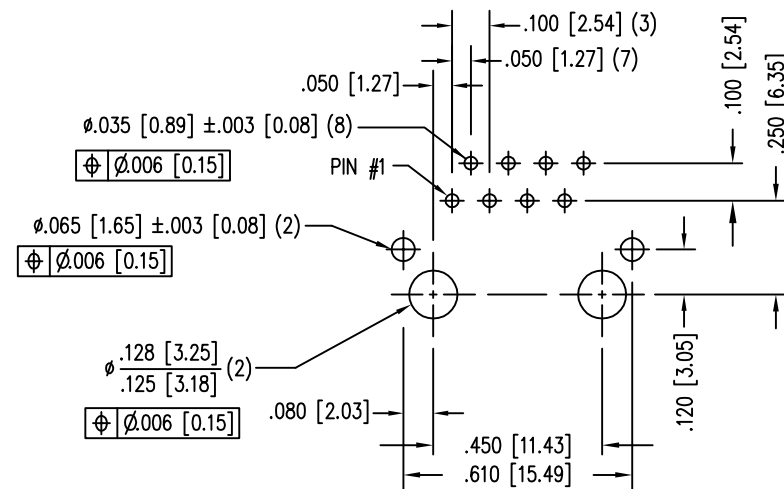 .100 [2.54] (3)
.050 [1.27] (7)
.050 [1.27]
.100 [2.54]
.250 [6.35]
ø.035 [0.89] ±.003 [0.08] (8)
⌖ Ø.006 [0.15]
PIN #1
ø.065 [1.65] ±.003 [0.08] (2)
⌖ Ø.006 [0.15]
ø .128 [3.25] (2)
.125 [3.18]
⌖ Ø.006 [0.15]
.080 [2.03]
.120 [3.05]
.450 [11.43]
.610 [15.49]